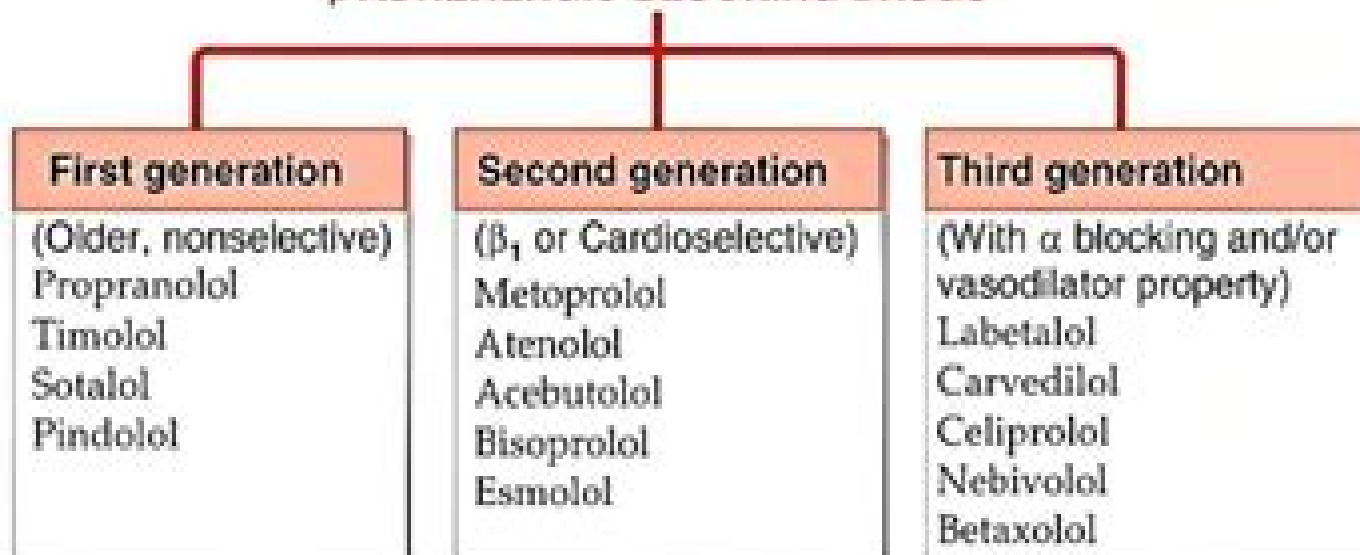 First generation
(Older, nonselective)
Propranolol
Timolol
Sotalol
Pindolol
Second generation
(β₁ or Cardioselective)
Metoprolol
Atenolol
Acebutolol
Bisoprolol
Esmolol
Third generation
(With α blocking and/or
vasodilator property)
Labetalol
Carvedilol
Celiprolol
Nebivolol
Betaxolol